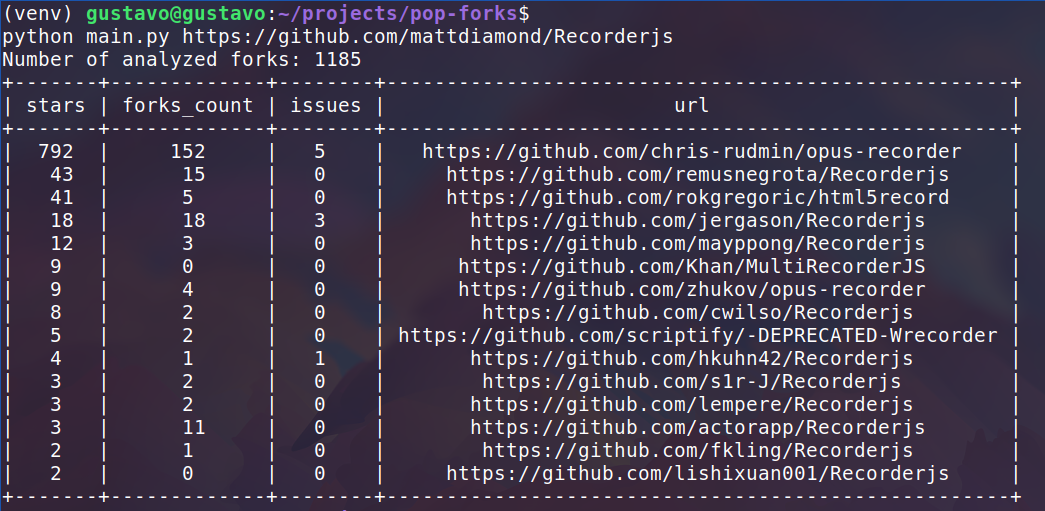 (venv) gustavo@gustavo:~/projects/pop-forks$
python main.py https://github.com/mattdiamond/Recorderjs
Number of analyzed forks: 1185
+-------+-------------+--------+----------------------------------------------------+
| stars | forks_count | issues |                        url                         |
+-------+-------------+--------+----------------------------------------------------+
|  792  |     152     |   5    |   https://github.com/chris-rudmin/opus-recorder    |
|   43  |      15     |   0    |     https://github.com/remusnegrota/Recorderjs     |
|   41  |      5      |   0    |     https://github.com/rokgregoric/html5record     |
|   18  |      18     |   3    |       https://github.com/jergason/Recorderjs       |
|   12  |      3      |   0    |       https://github.com/mayppong/Recorderjs       |
|   9   |      0      |   0    |      https://github.com/Khan/MultiRecorderJS       |
|   9   |      4      |   0    |      https://github.com/zhukov/opus-recorder       |
|   8   |      2      |   0    |        https://github.com/cwilso/Recorderjs        |
|   5   |      2      |   0    | https://github.com/scriptify/-DEPRECATED-Wrecorder |
|   4   |      1      |   1    |       https://github.com/hkuhn42/Recorderjs        |
|   3   |      2      |   0    |        https://github.com/s1r-J/Recorderjs         |
|   3   |      2      |   0    |       https://github.com/lempere/Recorderjs        |
|   3   |      11     |   0    |       https://github.com/actorapp/Recorderjs       |
|   2   |      1      |   0    |        https://github.com/fkling/Recorderjs        |
|   2   |      0      |   0    |     https://github.com/lishixuan001/Recorderjs     |
+-------+-------------+--------+----------------------------------------------------+